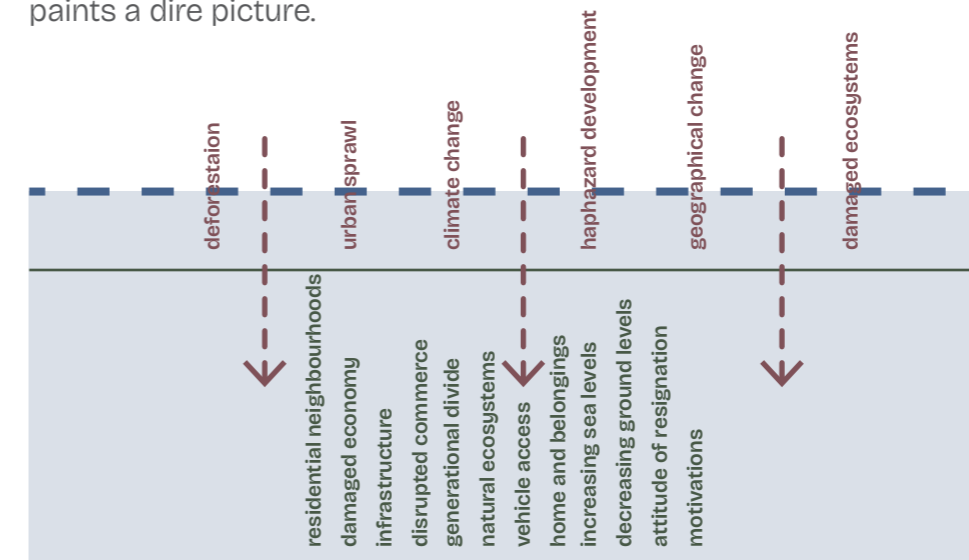 paints a dire picture.
deforestaion
urban sprawl
climate change
haphazard development
geographical change
damaged ecosystems
residential neighbourhoods
damaged economy
infrastructure
disrupted commerce
generational divide
natural ecosystems
vehicle access
home and belongings
increasing sea levels
decreasing ground levels
attitude of resignation
motivations